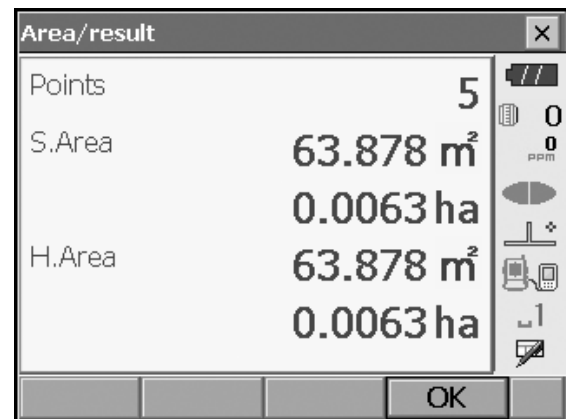 Area/result
Points 5
0
S.Area 63.878 ㎡
0
PPM
0.0063 ha
H.Area 63.878 ㎡
0.0063 ha
1
OK